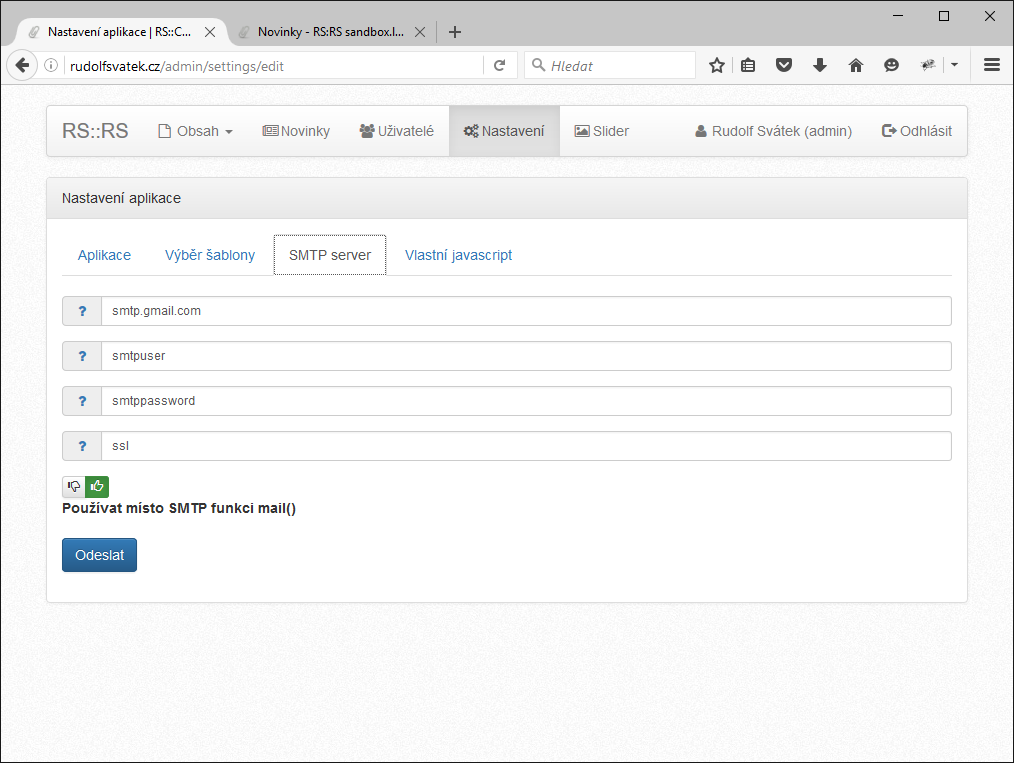 Nastavení aplikace | RS::C...
Novinky - RS:RS sandbox.l...
rudolfsvatek.cz/admin/settings/edit
Hledat
RS::RS Obsah Novinky Uživatelé Nastavení Slider Rudolf Svátek (admin) Odhlásit
Nastavení aplikace
Aplikace Výběr šablony SMTP server Vlastní javascript
? smtp.gmail.com
? smtpuser
? smtppassword
? ssl
Používat místo SMTP funkci mail()
Odeslat